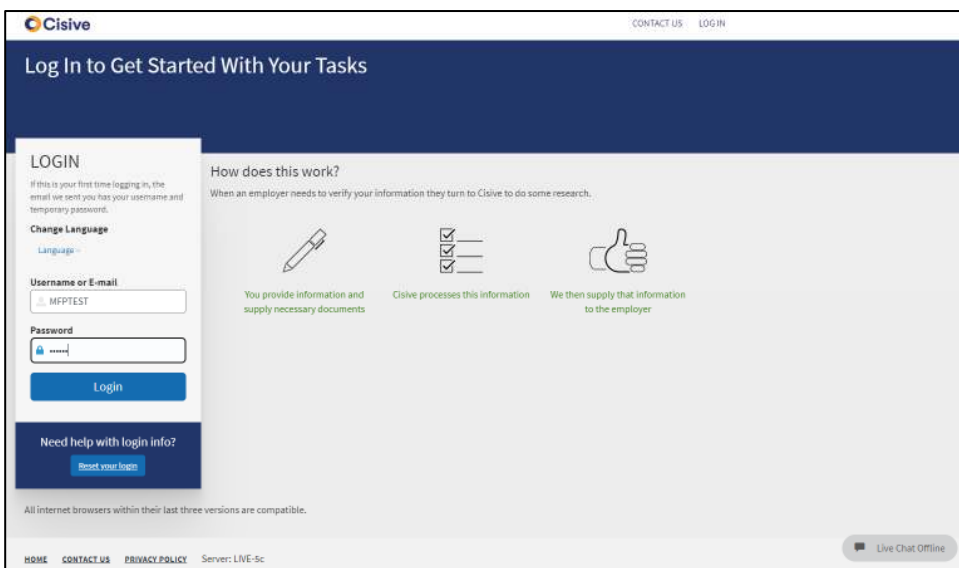 Cisive
CONTACT US LOG IN
Log In to Get Started With Your Tasks
LOGIN
If this is your first time logging in, the
email we sent you has your username and
temporary password.
Change Language
Language
Username or E-mail
MFPTEST
Password
••••••
Login
Need help with login info?
Reset your login
How does this work?
When an employer needs to verify your information they turn to Cisive to do some research.
You provide information and
supply necessary documents
Cisive processes this information
We then supply that information
to the employer
All internet browsers within their last three versions are compatible.
HOME CONTACT US PRIVACY POLICY Server: LIVE-5c
Live Chat Offline